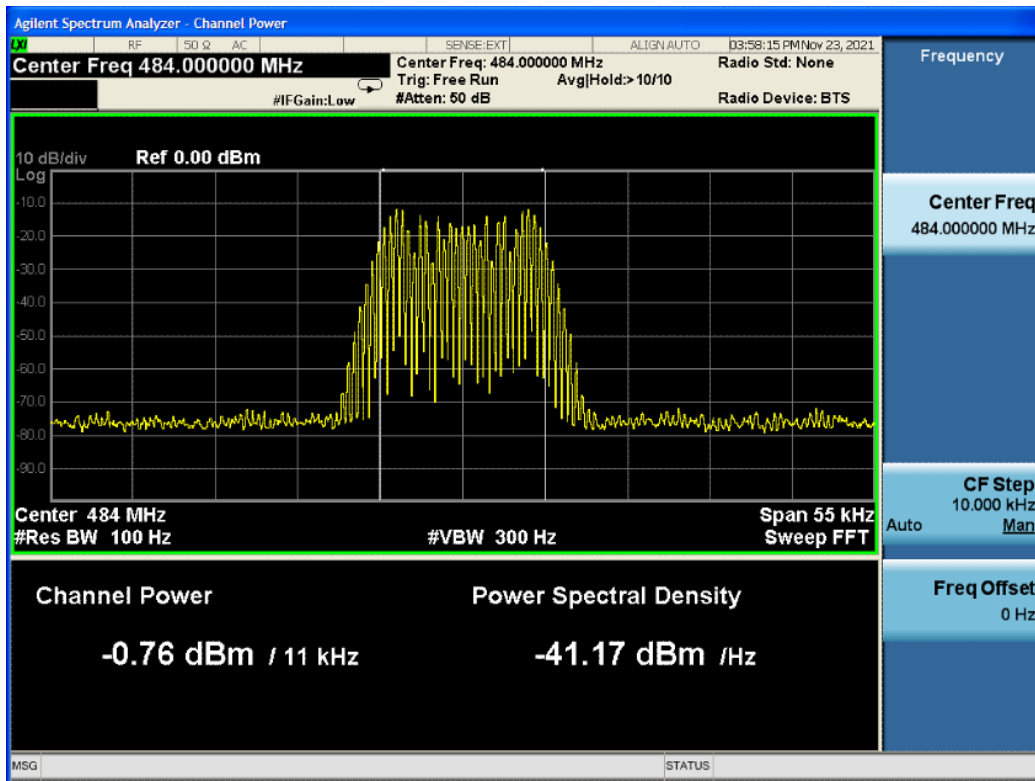 Agilent Spectrum Analyzer - Channel Power
LXI RF 50 Ω AC SENSE:EXT ALIGN AUTO 03:58:15 PM Nov 23, 2021
Center Freq 484.000000 MHz
Center Freq: 484.000000 MHz
Radio Std: None
Trig: Free Run Avg|Hold:> 10/10
#IFGain:Low
#Atten: 50 dB
Radio Device: BTS
10 dB/div Ref 0.00 dBm
Log
-10.0
-20.0
-30.0
-40.0
-50.0
-60.0
-70.0
-80.0
-90.0
Center 484 MHz Span 55 kHz
#Res BW 100 Hz #VBW 300 Hz Sweep FFT
Channel Power Power Spectral Density
-0.76 dBm / 11 kHz -41.17 dBm /Hz
Frequency
Center Freq
484.000000 MHz
CF Step
10.000 kHz
Auto Man
Freq Offset
0 Hz
MSG STATUS